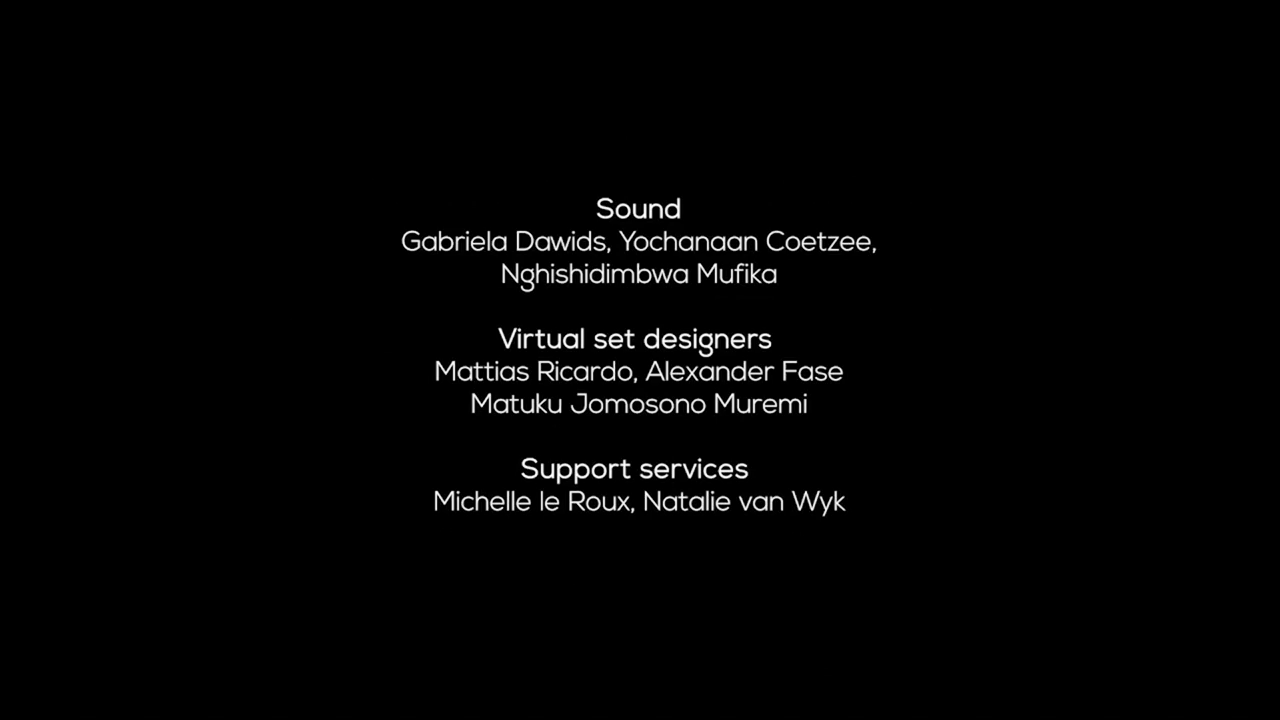 Sound
Gabriela Dawids, Yochanaan Coetzee,
Nghishidimbwa Mufika
Virtual set designers
Mattias Ricardo, Alexander Fase
Matuku Jomosono Muremi
Support services
Michelle le Roux, Natalie van Wyk